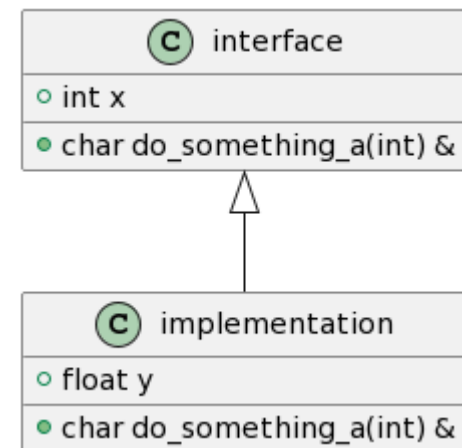 C interface
int x
char do_something_a(int) &
C implementation
float y
char do_something_a(int) &